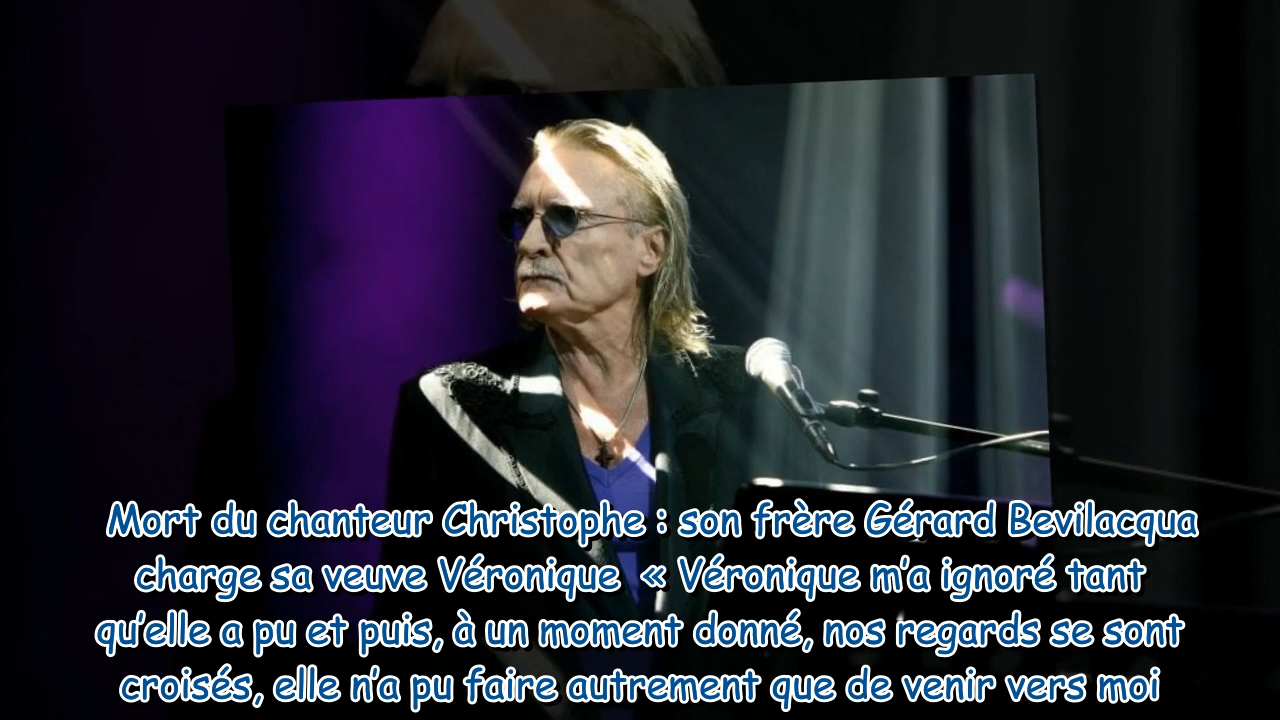 Mort du chanteur Christophe : son frère Gérard Bevilacqua
charge sa veuve Véronique « Véronique m'a ignoré tant
qu'elle a pu et puis, à un moment donné, nos regards se sont
croisés, elle n'a pu faire autrement que de venir vers moi